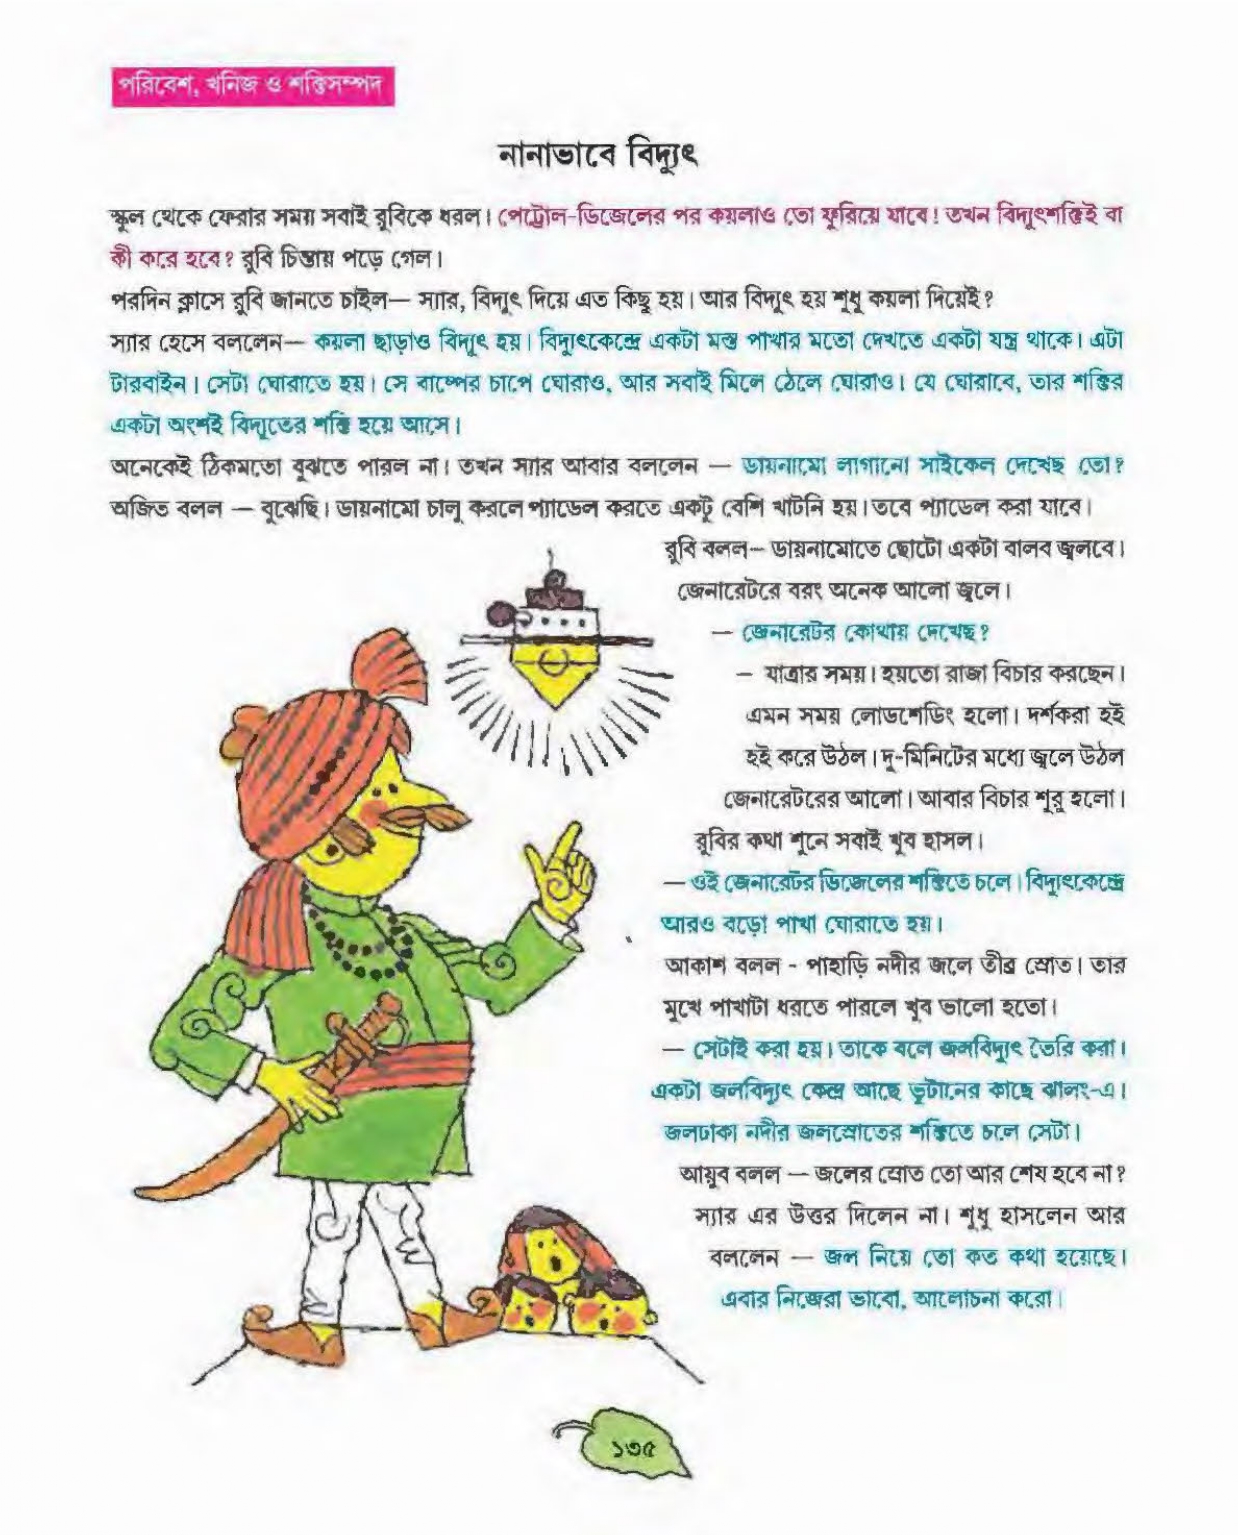 পরিবেশ, খনিজ ও শক্তিসম্পদ
নানাভাবে বিদ্যুৎ
স্কুল থেকে ফেরার সময় সবাই রুবিকে ধরল। পেট্রোল-ডিজেলের পর কয়লাও তো ফুরিয়ে যাবে! তখন বিদ্যুৎশক্তিই বা
কী করে হবে? রুবি চিন্তায় পড়ে গেল।
পরদিন ক্লাসে রুবি জানতে চাইল— স্যার, বিদ্যুৎ দিয়ে এত কিছু হয়। আর বিদ্যুৎ হয় শুধু কয়লা দিয়েই?
স্যার হেসে বললেন— কয়লা ছাড়াও বিদ্যুৎ হয়। বিদ্যুৎকেন্দ্রে একটা মস্ত পাখার মতো দেখতে একটা যন্ত্র থাকে। এটা
টারবাইন। সেটা ঘোরাতে হয়। সে বাষ্পের চাপে ঘোরাও, আর সবাই মিলে ঠেলে ঘোরাও। যে ঘোরাবে, তার শক্তির
একটা অংশই বিদ্যুতের শক্তি হয়ে আসে।
অনেকেই ঠিকমতো বুঝতে পারল না। তখন স্যার আবার বললেন — ডায়নামো লাগানো সাইকেল দেখেছ তো?
অজিত বলল — বুঝেছি। ডায়নামো চালু করলে প্যাডেল করতে একটু বেশি খাটনি হয়। তবে প্যাডেল করা যাবে।
রুবি বলল— ডায়নামোতে ছোটো একটা বালব জ্বলবে।
জেনারেটরে বরং অনেক আলো জ্বলে।
— জেনারেটর কোথায় দেখেছ?
— যাত্রার সময়। হয়তো রাজা বিচার করছেন।
এমন সময় লোডশেডিং হলো। দর্শকরা হই
হই করে উঠল। দু-মিনিটের মধ্যে জ্বলে উঠল
জেনারেটরের আলো। আবার বিচার শুরু হলো।
রুবির কথা শুনে সবাই খুব হাসল।
— ওই জেনারেটর ডিজেলের শক্তিতে চলে। বিদ্যুৎকেন্দ্রে
আরও বড়ো পাখা ঘোরাতে হয়।
আকাশ বলল - পাহাড়ি নদীর জলে তীব্র স্রোত। তার
মুখে পাখাটা ধরতে পারলে খুব ভালো হতো।
— সেটাই করা হয়। তাকে বলে জলবিদ্যুৎ তৈরি করা।
একটা জলবিদ্যুৎ কেন্দ্র আছে ভূটানের কাছে ঝালং-এ।
জলঢাকা নদীর জলস্রোতের শক্তিতে চলে সেটা।
আয়ুব বলল — জলের স্রোত তো আর শেষ হবে না?
স্যার এর উত্তর দিলেন না। শুধু হাসলেন আর
বললেন — জল নিয়ে তো কত কথা হয়েছে।
এবার নিজেরা ভাবো, আলোচনা করো।
১৩৫